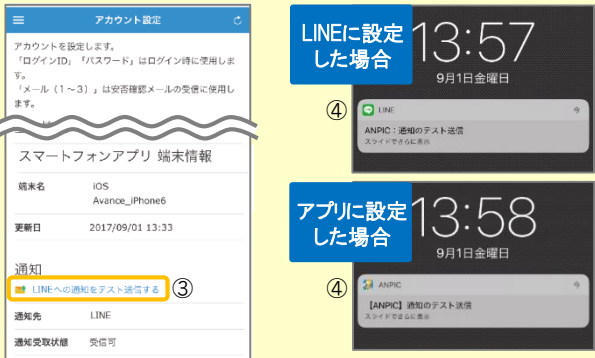 アカウント設定
アカウントを設定します。
「ログインID」「パスワード」はログイン時に使用しま
す。
「メール（1～3）」は安否確認メールの受信に使用し
ます。
スマートフォンアプリ 端末情報
端末名
iOS
Avance_iPhone6
更新日
2017/09/01 13:33
通知
LINEへの通知をテスト送信する
③
通知先
LINE
通知受取状態
受信可
LINEに設定
した場合
13:57
9月1日金曜日
④
LINE
今
ANPIC：通知のテスト送信
スライドでさらに表示
アプリに設定
した場合
13:58
9月1日金曜日
④
ANPIC
今
【ANPIC】通知のテスト送信
スライドでさらに表示